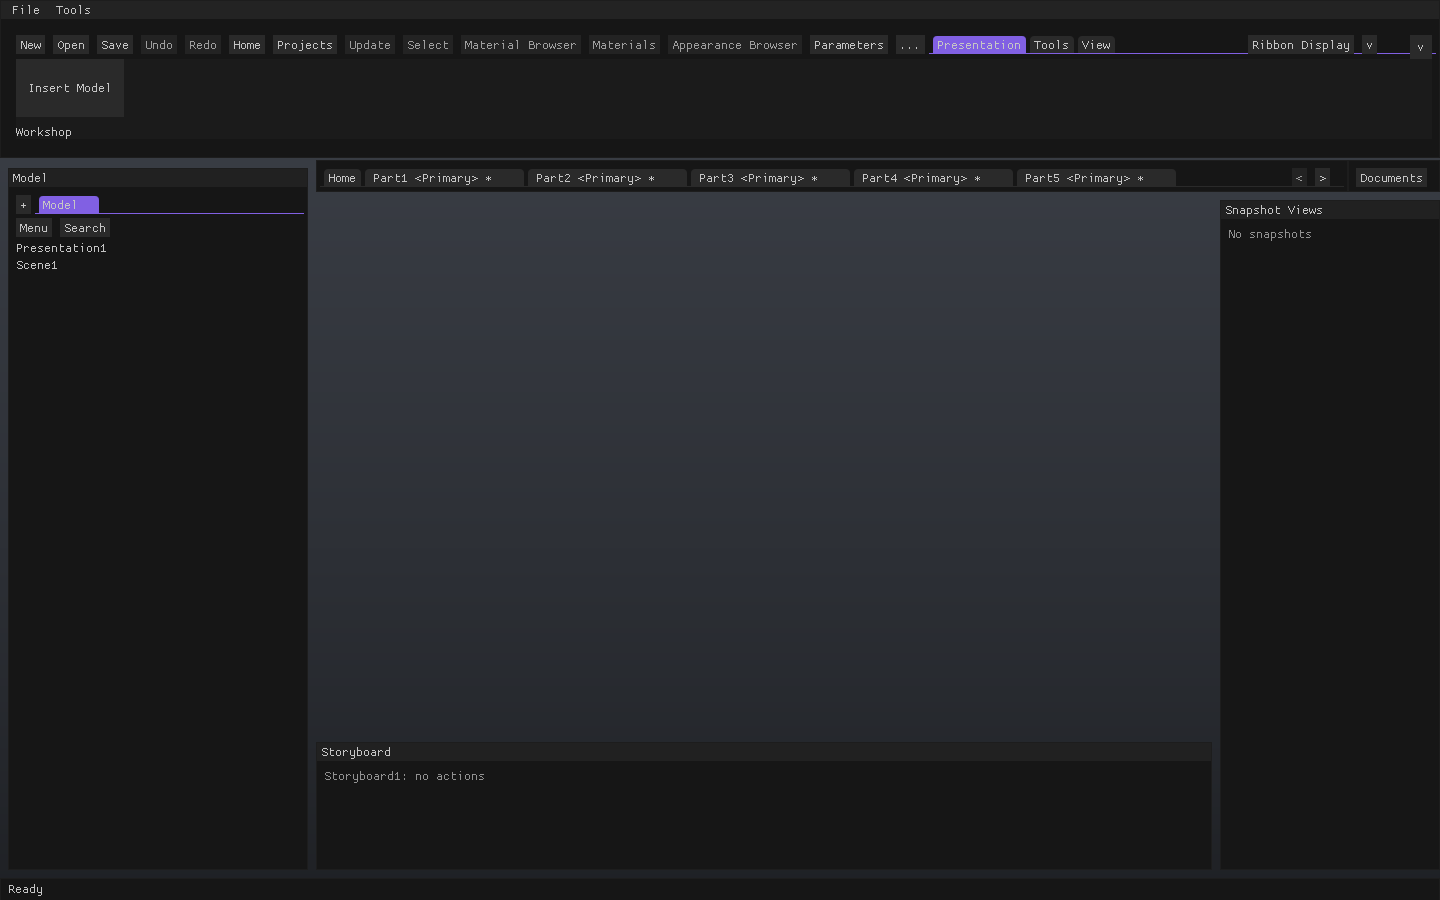 File Tools
New Open Save Undo Redo Home Projects Update Select Material Browser Materials Appearance Browser Parameters ... Presentation Tools View Ribbon Display v v
Insert Model
Workshop
Model
Home Part1 <Primary> * Part2 <Primary> * Part3 <Primary> * Part4 <Primary> * Part5 <Primary> * < > Documents
+ Model
Menu Search
Presentation1
Scene1
Snapshot Views
No snapshots
Storyboard
Storyboard1: no actions
Ready